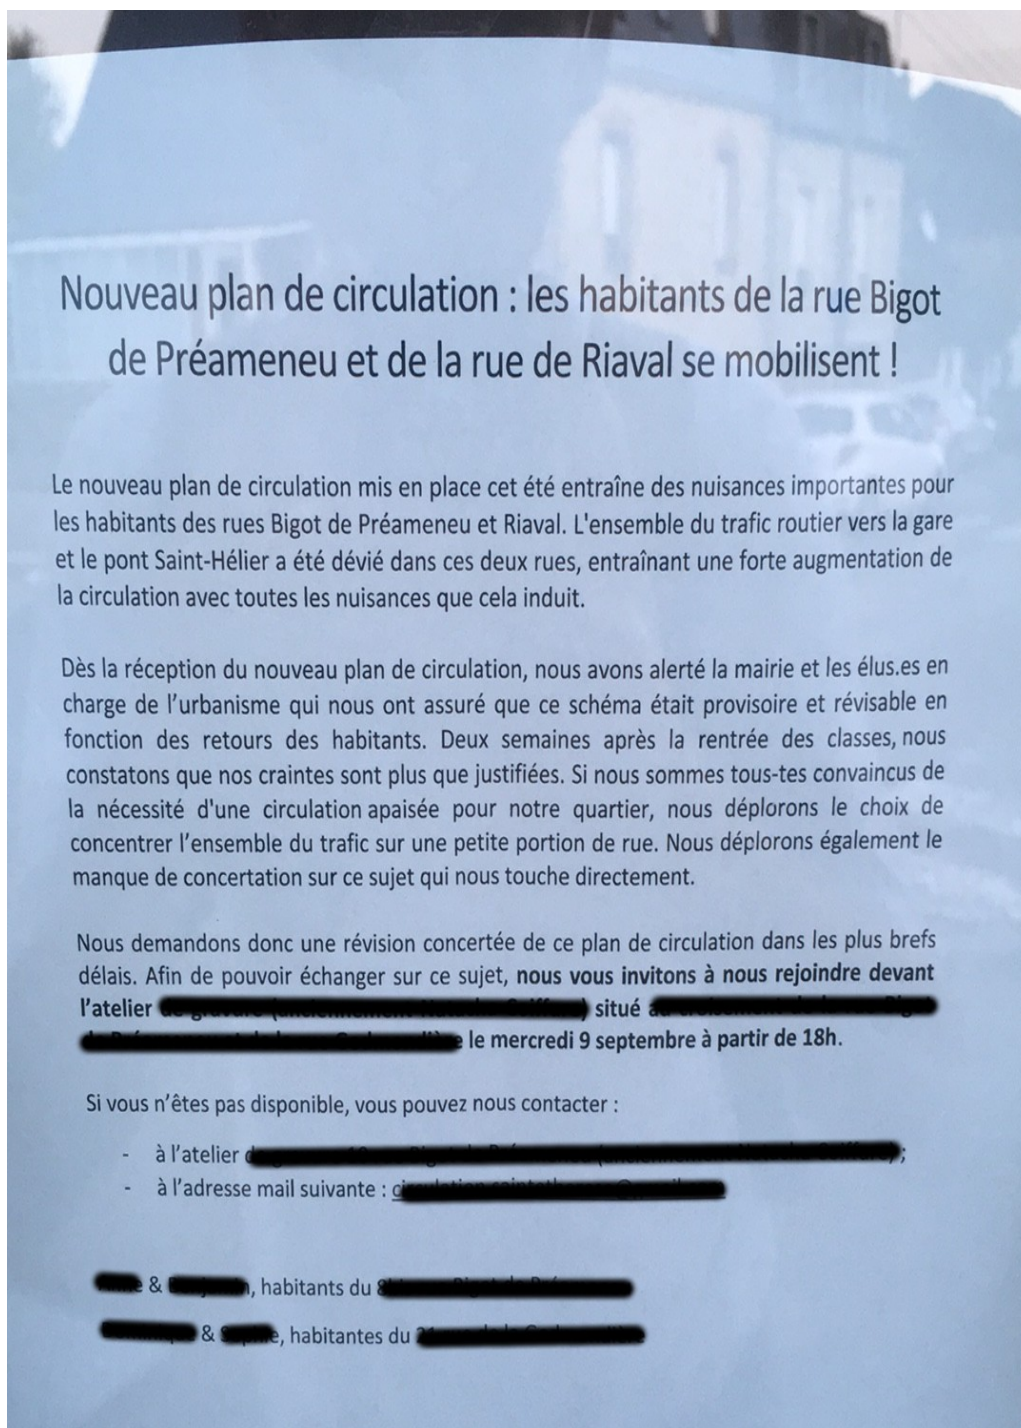 Nouveau plan de circulation : les habitants de la rue Bigot
de Préameneu et de la rue de Riaval se mobilisent !
Le nouveau plan de circulation mis en place cet été entraîne des nuisances importantes pour
les habitants des rues Bigot de Préameneu et Riaval. L'ensemble du trafic routier vers la gare
et le pont Saint-Hélier a été dévié dans ces deux rues, entraînant une forte augmentation de
la circulation avec toutes les nuisances que cela induit.
Dès la réception du nouveau plan de circulation, nous avons alerté la mairie et les élus.es en
charge de l’urbanisme qui nous ont assuré que ce schéma était provisoire et révisable en
fonction des retours des habitants. Deux semaines après la rentrée des classes, nous
constatons que nos craintes sont plus que justifiées. Si nous sommes tous-tes convaincus de
la nécessité d'une circulation apaisée pour notre quartier, nous déplorons le choix de
concentrer l’ensemble du trafic sur une petite portion de rue. Nous déplorons également le
manque de concertation sur ce sujet qui nous touche directement.
Nous demandons donc une révision concertée de ce plan de circulation dans les plus brefs
délais. Afin de pouvoir échanger sur ce sujet, nous vous invitons à nous rejoindre devant
l’atelier situé
le mercredi 9 septembre à partir de 18h.
Si vous n’êtes pas disponible, vous pouvez nous contacter :
- à l’atelier ;
- à l’adresse mail suivante :
& , habitants du
& , habitantes du